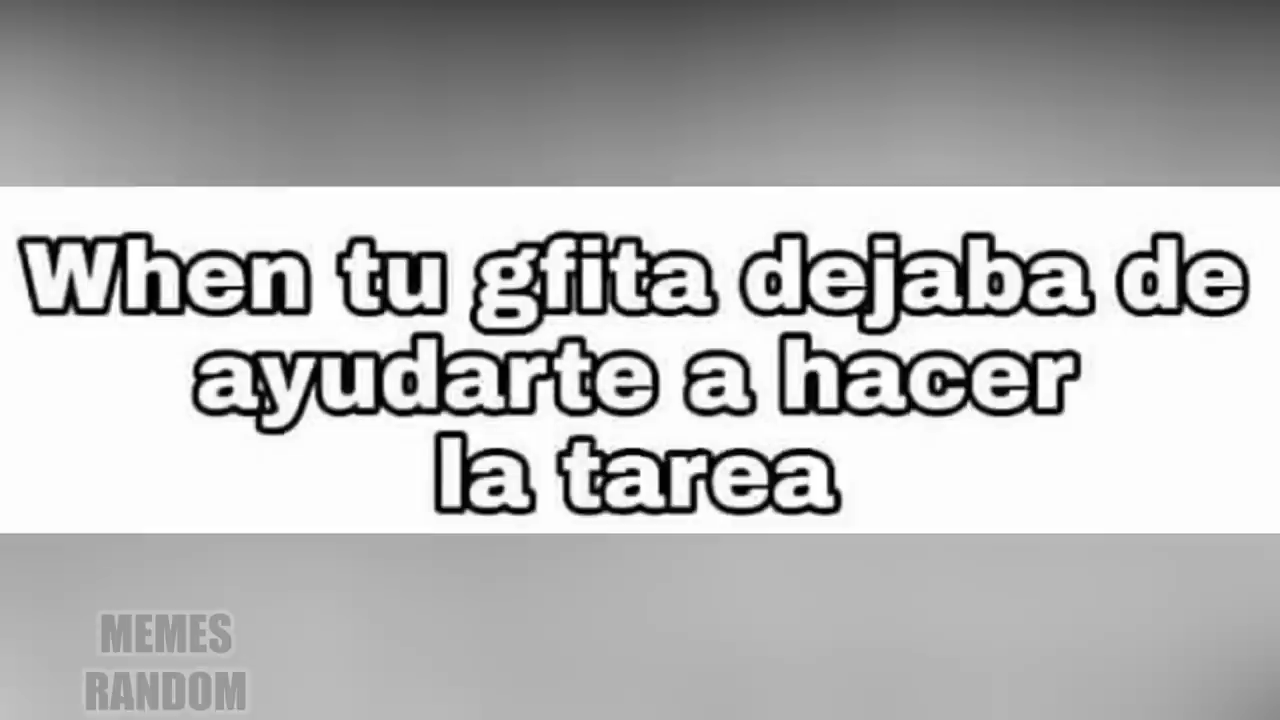 When tu gfita dejaba de
ayudarte a hacer
la tarea
MEMES
RANDOM